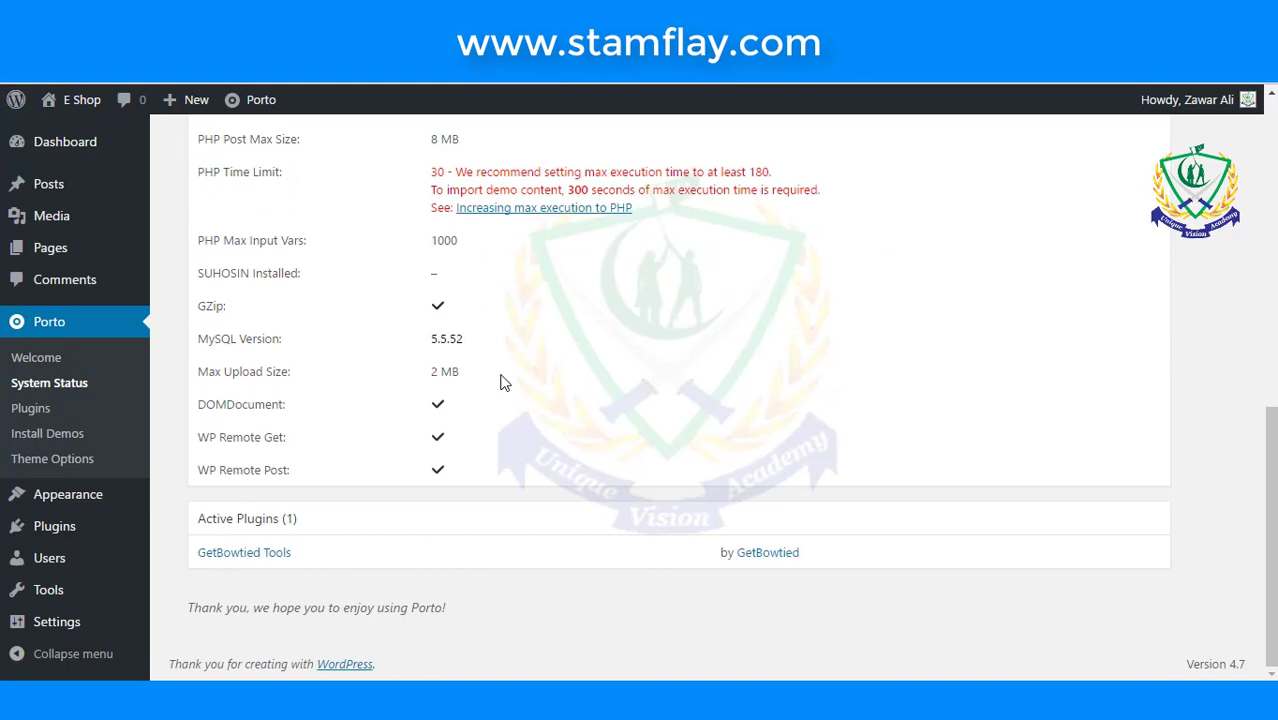 www.stamflay.com
E Shop
0
New
Porto
Howdy, Zawar Ali
Dashboard
Posts
Media
Pages
Comments
Porto
Welcome
System Status
Plugins
Install Demos
Theme Options
Appearance
Plugins
Users
Tools
Settings
Collapse menu
PHP Post Max Size: 8 MB
PHP Time Limit: 30 - We recommend setting max execution time to at least 180.
To import demo content, 300 seconds of max execution time is required.
See: Increasing max execution to PHP
PHP Max Input Vars: 1000
SUHOSIN Installed: –
GZip: ✔
MySQL Version: 5.5.52
Max Upload Size: 2 MB
DOMDocument: ✔
WP Remote Get: ✔
WP Remote Post: ✔
Active Plugins (1)
GetBowtied Tools by GetBowtied
Thank you, we hope you to enjoy using Porto!
Thank you for creating with WordPress.
Version 4.7
Unique Vision Academy
Unique Vision Academy